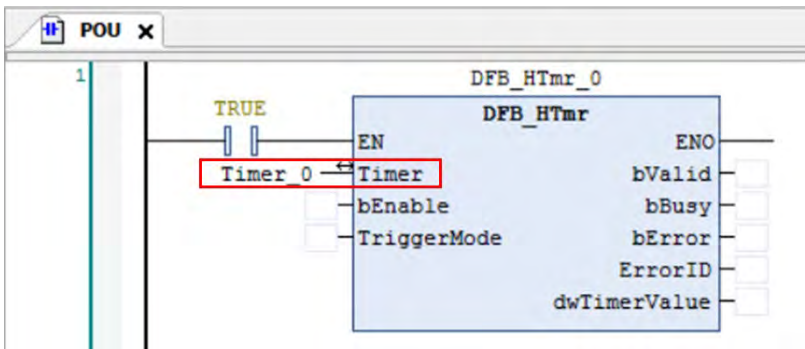 POU X
1
DFB_HTmr_0
TRUE
DFB_HTmr
EN ENO
Timer_0 Timer bValid
bEnable bBusy
TriggerMode bError
ErrorID
dwTimerValue